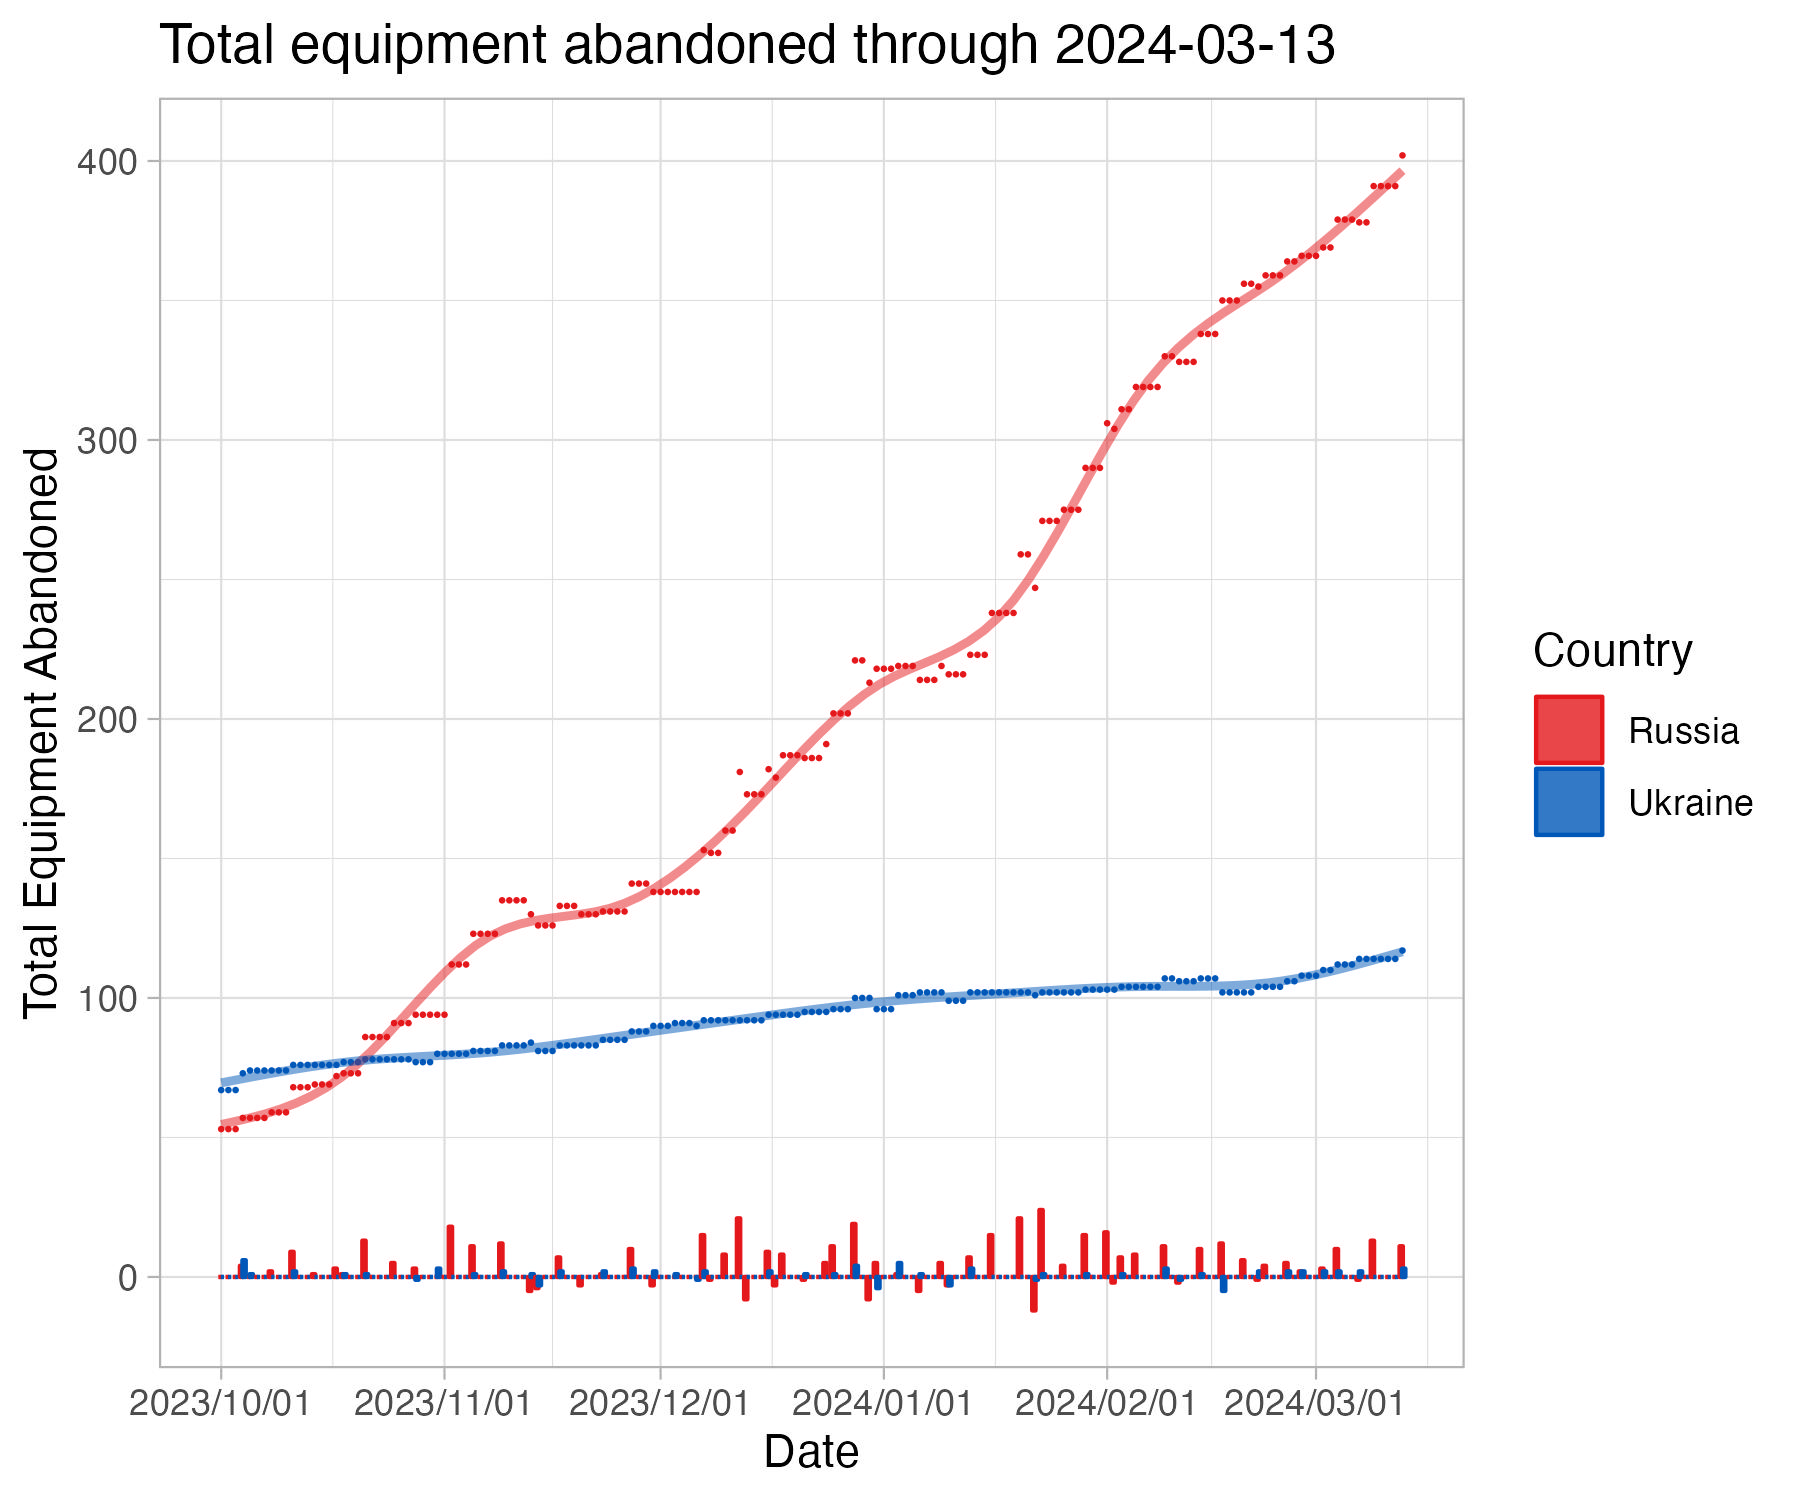 Total equipment abandoned through 2024-03-13
Total Equipment Abandoned
400
300
200
100
0
2023/10/01 2023/11/01 2023/12/01 2024/01/01 2024/02/01 2024/03/01
Date
Country
Russia
Ukraine